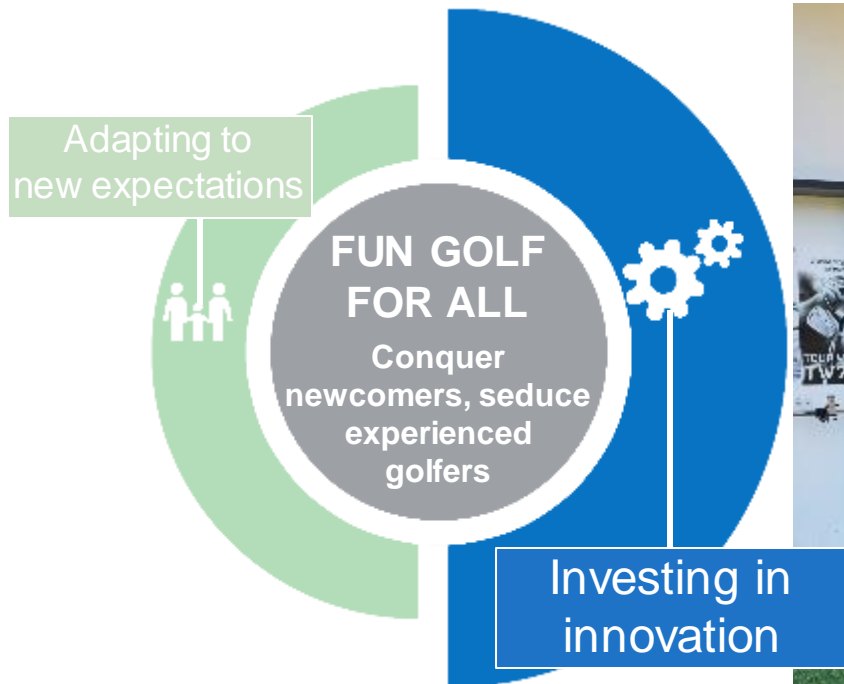 Adapting to
new expectations
FUN GOLF
FOR ALL
Conquer
newcomers, seduce
experienced
golfers
Investing in
innovation